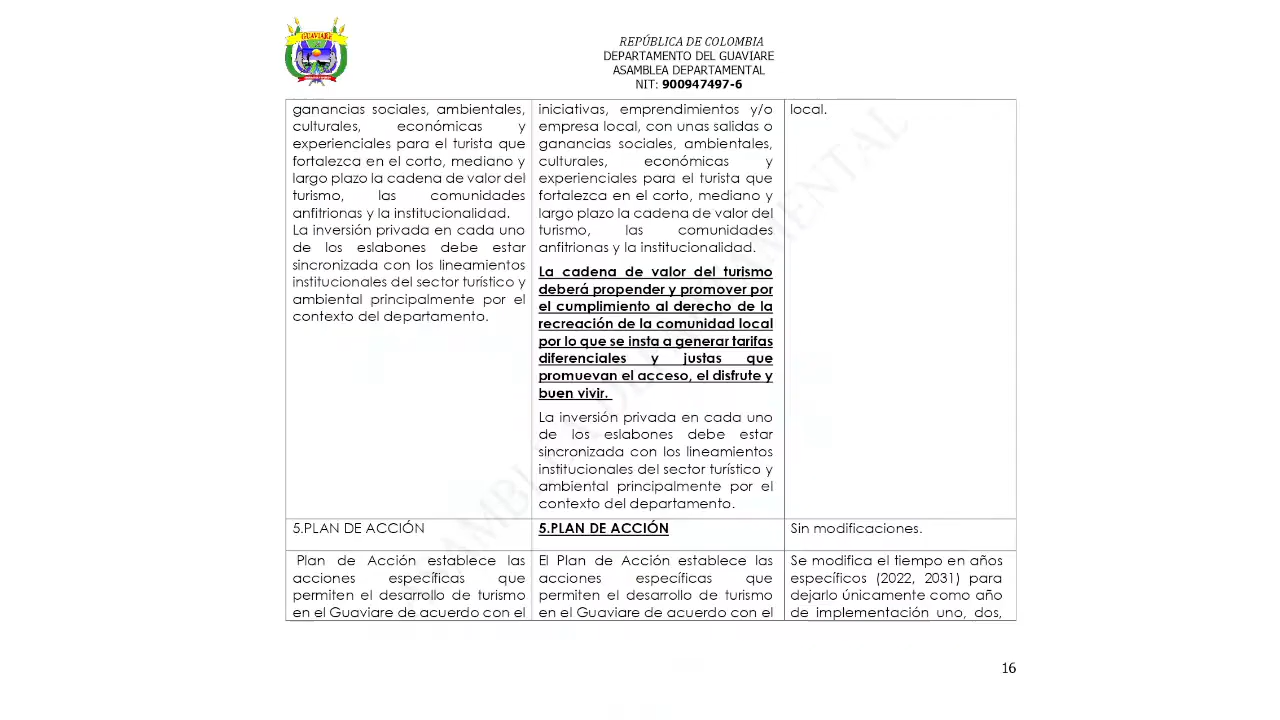 GUAVIARE
REPÚBLICA DE COLOMBIA
DEPARTAMENTO DEL GUAVIARE
ASAMBLEA DEPARTAMENTAL
NIT: 900947497-6
ganancias sociales, ambientales,
culturales, económicas y
experienciales para el turista que
fortalezca en el corto, mediano y
largo plazo la cadena de valor del
turismo, las comunidades
anfitrionas y la institucionalidad.
La inversión privada en cada uno
de los eslabones debe estar
sincronizada con los lineamientos
institucionales del sector turístico y
ambiental principalmente por el
contexto del departamento.
iniciativas, emprendimientos y/o
empresa local, con unas salidas o
ganancias sociales, ambientales,
culturales, económicas y
experienciales para el turista que
fortalezca en el corto, mediano y
largo plazo la cadena de valor del
turismo, las comunidades
anfitrionas y la institucionalidad.
La cadena de valor del turismo
deberá propender y promover por
el cumplimiento al derecho de la
recreación de la comunidad local
por lo que se insta a generar tarifas
diferenciales y justas que
promuevan el acceso, el disfrute y
buen vivir.
La inversión privada en cada uno
de los eslabones debe estar
sincronizada con los lineamientos
institucionales del sector turístico y
ambiental principalmente por el
contexto del departamento.
local.
5.PLAN DE ACCIÓN
5.PLAN DE ACCIÓN
Sin modificaciones.
Plan de Acción establece las
acciones específicas que
permiten el desarrollo de turismo
en el Guaviare de acuerdo con el
El Plan de Acción establece las
acciones específicas que
permiten el desarrollo de turismo
en el Guaviare de acuerdo con el
Se modifica el tiempo en años
específicos (2022, 2031) para
dejarlo únicamente como año
de implementación uno, dos,
16